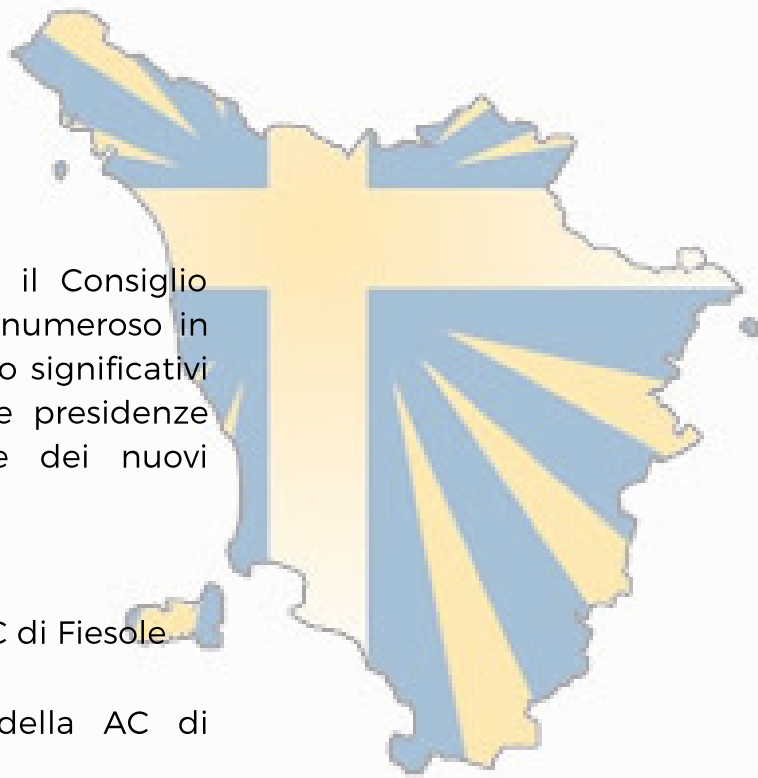 il Consiglio
numeroso in
o significativi
e presidenze
e dei nuovi
C di Fiesole
della AC di